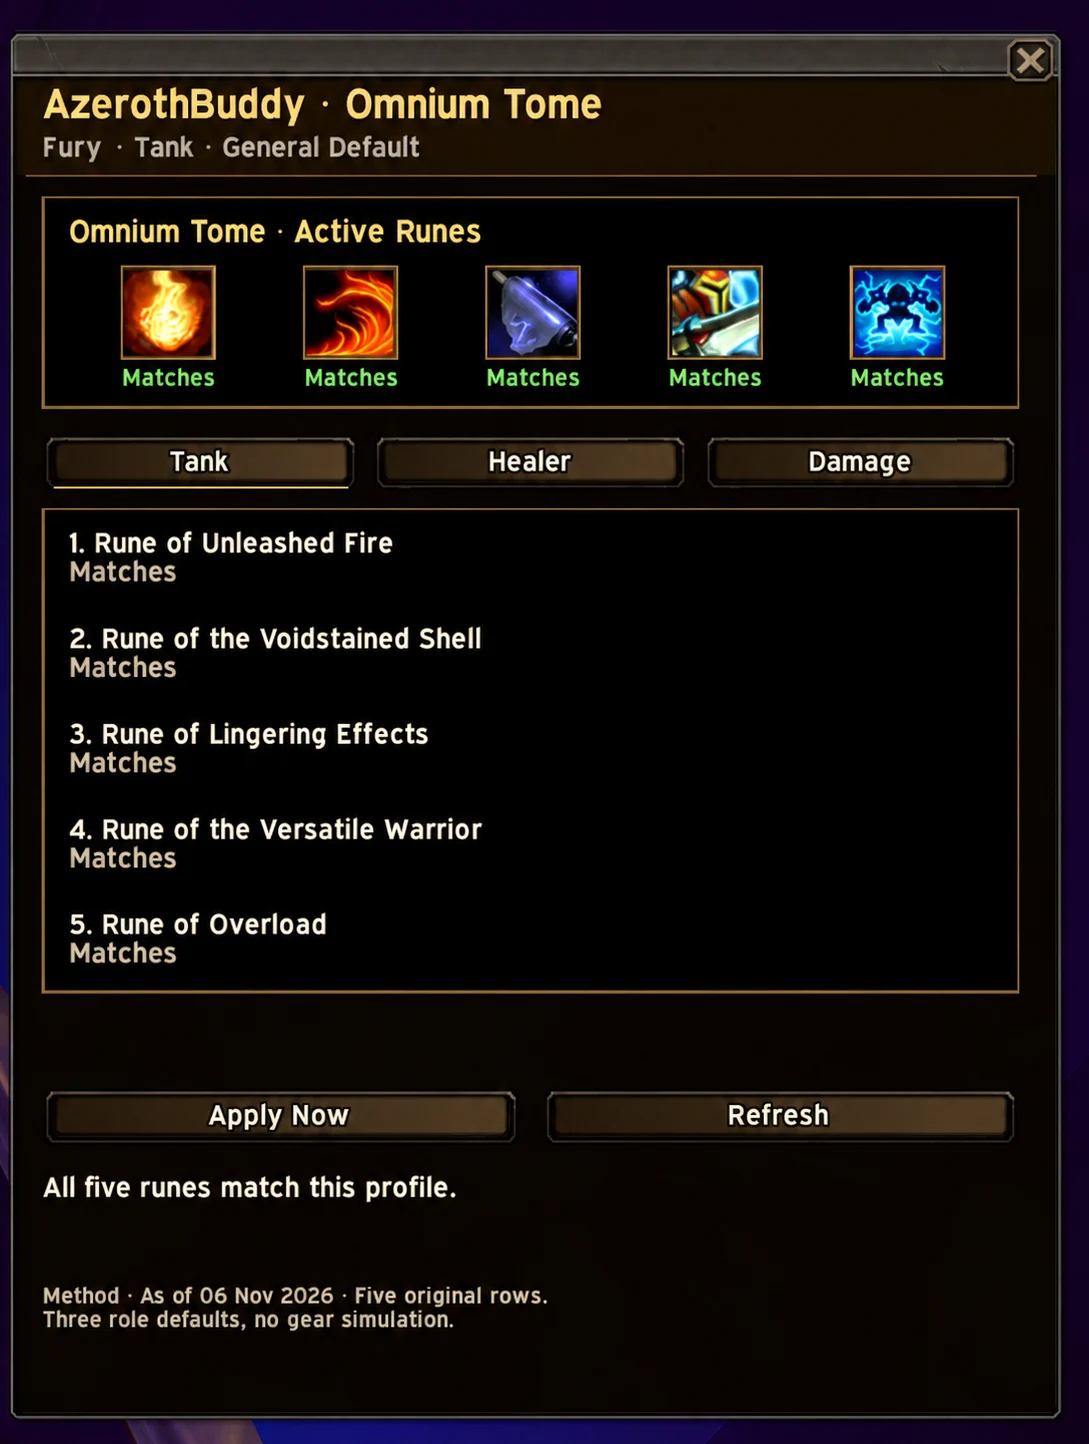 AzerothBuddy · Omnium Tome
Fury · Tank · General Default
Omnium Tome · Active Runes
Matches Matches Matches Matches Matches
Tank Healer Damage
1. Rune of Unleashed Fire
Matches
2. Rune of the Voidstained Shell
Matches
3. Rune of Lingering Effects
Matches
4. Rune of the Versatile Warrior
Matches
5. Rune of Overload
Matches
Apply Now Refresh
All five runes match this profile.
Method · As of 06 Nov 2026 · Five original rows.
Three role defaults, no gear simulation.